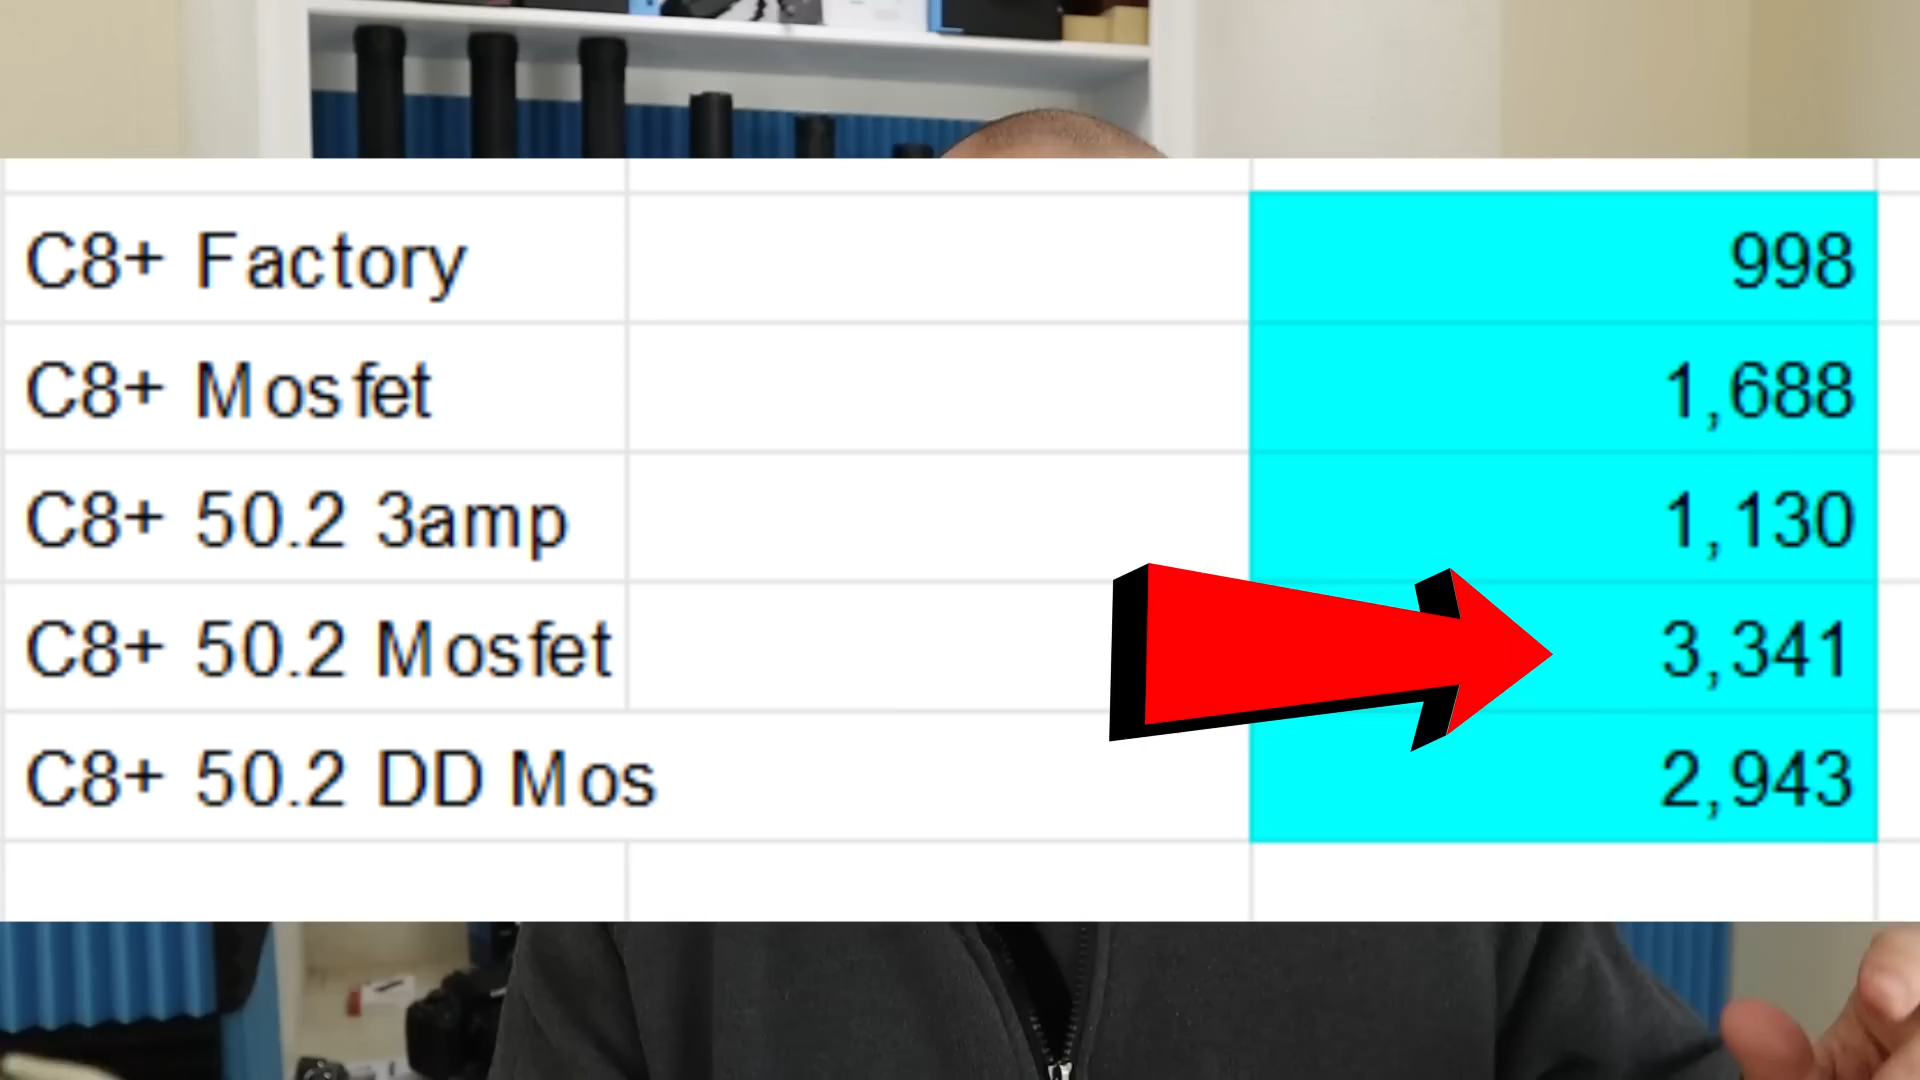 C8+ Factory 998
C8+ Mosfet 1,688
C8+ 50.2 3amp 1,130
C8+ 50.2 Mosfet 3,341
C8+ 50.2 DD Mos 2,943